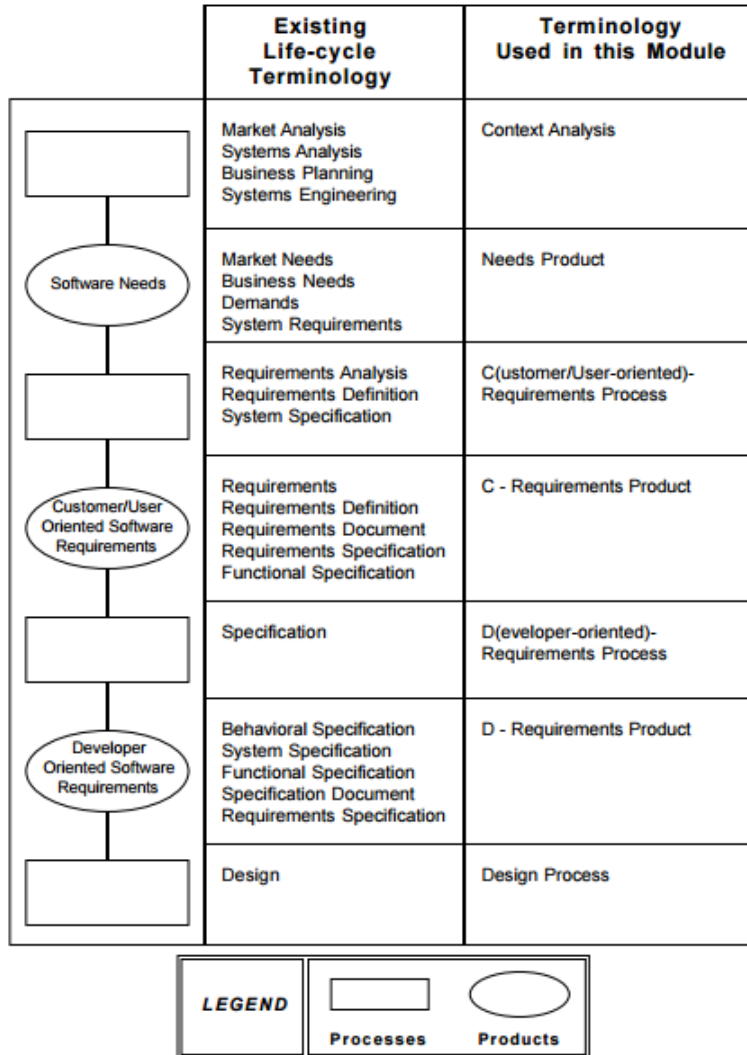 Existing
Life-cycle
Terminology
Terminology
Used in this Module
Market Analysis
Systems Analysis
Business Planning
Systems Engineering
Context Analysis
Software Needs
Market Needs
Business Needs
Demands
System Requirements
Needs Product
Requirements Analysis
Requirements Definition
System Specification
C(ustomer/User-oriented)-
Requirements Process
Customer/User
Oriented Software
Requirements
Requirements
Requirements Definition
Requirements Document
Requirements Specification
Functional Specification
C - Requirements Product
Specification
D(eveloper-oriented)-
Requirements Process
Developer
Oriented Software
Requirements
Behavioral Specification
System Specification
Functional Specification
Specification Document
Requirements Specification
D - Requirements Product
Design
Design Process
LEGEND
Processes
Products